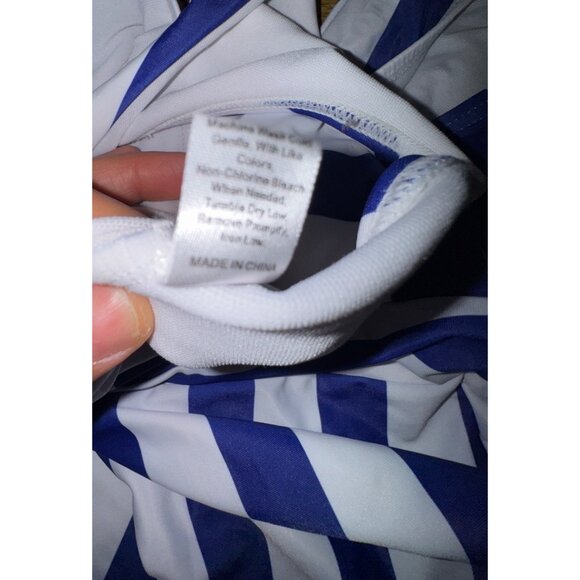 Machine Wash Cold
Gentle, With Like
Colors,
Non-Chlorine Bleach
When Needed,
Tumble Dry Low,
Remove Promptly,
Iron Low.
MADE IN CHINA